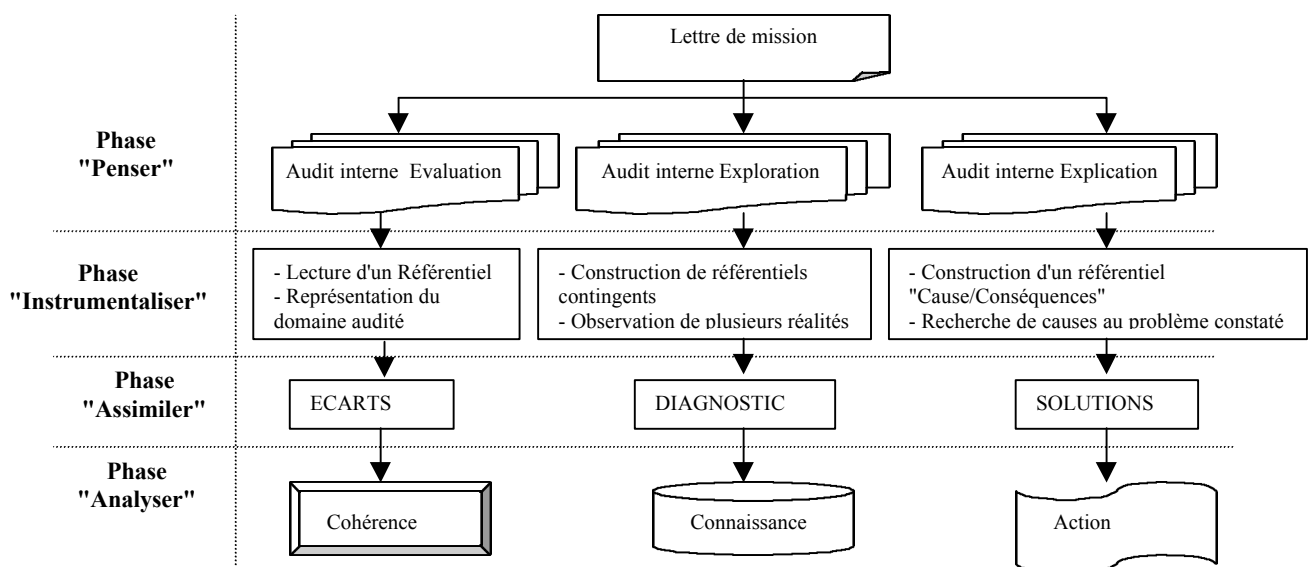 Lettre de mission
Phase
"Penser"
Audit interne Evaluation
Audit interne Exploration
Audit interne Explication
Phase
"Instrumentaliser"
- Lecture d'un Référentiel
- Représentation du
domaine audité
- Construction de référentiels
contingents
- Observation de plusieurs réalités
- Construction d'un référentiel
"Cause/Conséquences"
- Recherche de causes au problème constaté
Phase
"Assimiler"
ECARTS
DIAGNOSTIC
SOLUTIONS
Phase
"Analyser"
Cohérence
Connaissance
Action